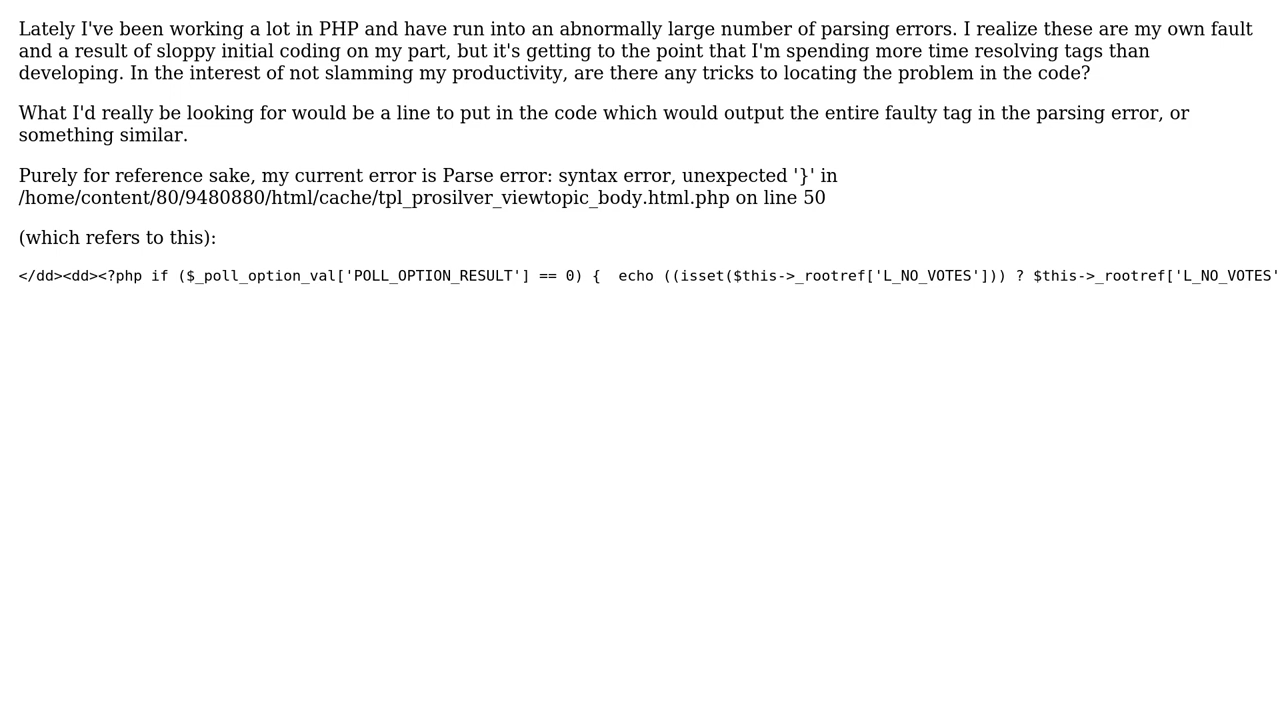 Lately I've been working a lot in PHP and have run into an abnormally large number of parsing errors. I realize these are my own fault
and a result of sloppy initial coding on my part, but it's getting to the point that I'm spending more time resolving tags than
developing. In the interest of not slamming my productivity, are there any tricks to locating the problem in the code?
What I'd really be looking for would be a line to put in the code which would output the entire faulty tag in the parsing error, or
something similar.
Purely for reference sake, my current error is Parse error: syntax error, unexpected '}' in
/home/content/80/9480880/html/cache/tpl_prosilver_viewtopic_body.html.php on line 50
(which refers to this):
</dd><dd><?php if ($_poll_option_val['POLL_OPTION_RESULT'] == 0) {  echo ((isset($this->_rootref['L_NO_VOTES'])) ? $this->_rootref['L_NO_VOTES'